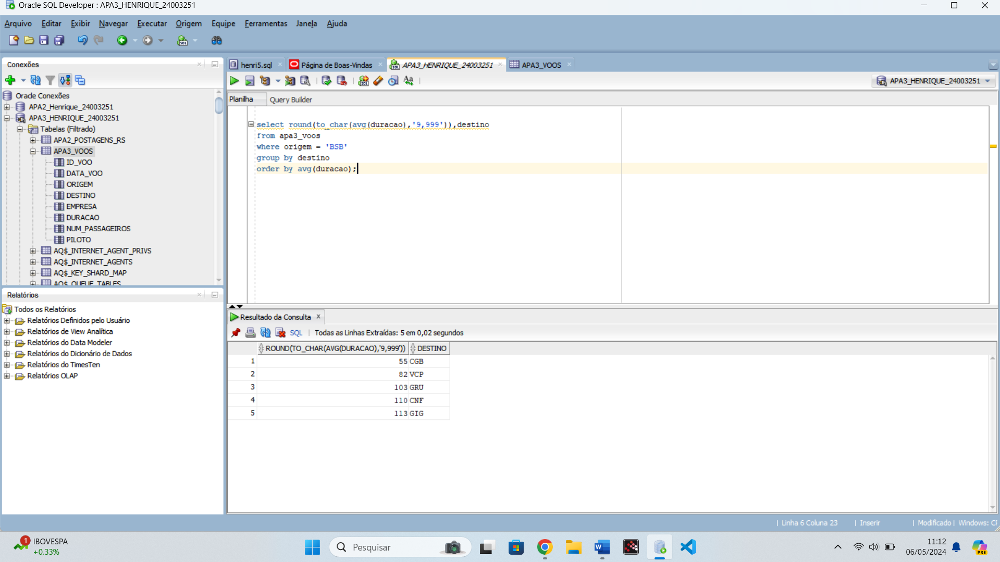 Oracle SQL Developer : APA3_HENRIQUE_24003251
Arquivo Editar Exibir Navegar Executar Origem Equipe Ferramentas Janela Ajuda
Conexões
Oracle Conexões
APA2_Henrique_24003251
APA3_HENRIQUE_24003251
Tabelas (Filtrado)
APA2_POSTAGENS_RS
APA3_VOOS
ID_VOO
DATA_VOO
ORIGEM
DESTINO
EMPRESA
DURACAO
NUM_PASSAGEIROS
PILOTO
AQ$_INTERNET_AGENT_PRIVS
AQ$_INTERNET_AGENTS
AQ$_KEY_SHARD_MAP
AQ$_QUEUE_TABLES
Relatórios
Todos os Relatórios
Relatórios Definidos pelo Usuário
Relatórios de View Analítica
Relatórios do Data Modeler
Relatórios do Dicionário de Dados
Relatórios do TimesTen
Relatórios OLAP
henri5.sql Página de Boas-Vindas APA3_HENRIQUE_24003251 APA3_VOOS
APA3_HENRIQUE_24003251
Planilha Query Builder
select round(to_char(avg(duracao),'9,999')),destino
from apa3_voos
where origem = 'BSB'
group by destino
order by avg(duracao);
Resultado da Consulta
SQL | Todas as Linhas Extraídas: 5 em 0,02 segundos
ROUND(TO_CHAR(AVG(DURACAO),'9,999')) DESTINO
1 55 CGB
2 82 VCP
3 103 GRU
4 110 CNF
5 113 GIG
| Linha 6 Coluna 23 | Inserir | Modificado | Windows: CF
1
IBOVESPA
+0,33%
Pesquisar
11:12
06/05/2024
PRE